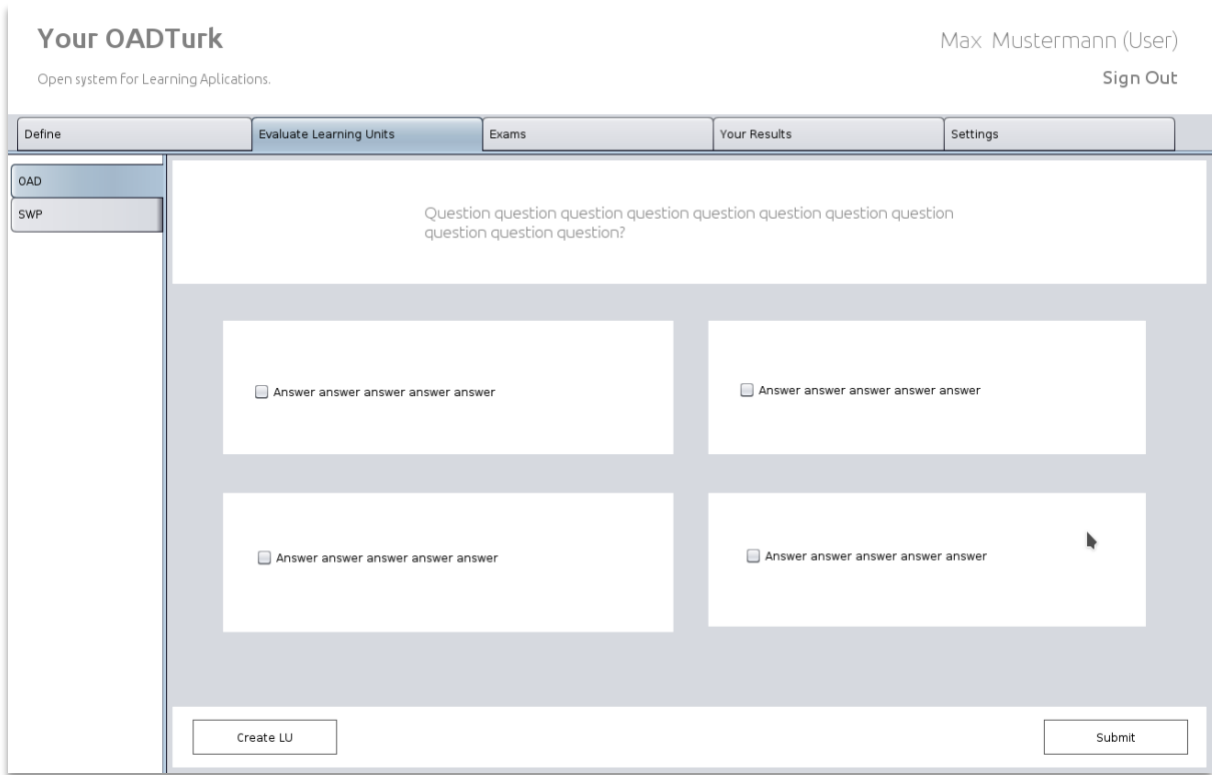 Your OADTurk
Max Mustermann (User)
Open system for Learning Aplications.
Sign Out
Define
Evaluate Learning Units
Exams
Your Results
Settings
OAD
SWP
Question question question question question question question question
question question question?
Answer answer answer answer answer
Answer answer answer answer answer
Answer answer answer answer answer
Answer answer answer answer answer
Create LU
Submit